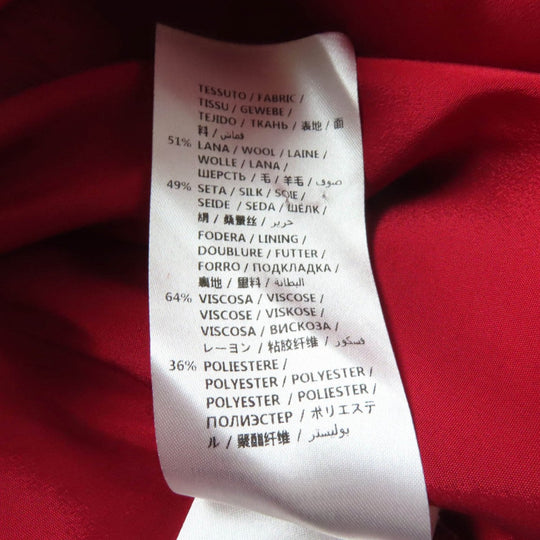 TESSUTO / FABRIC /
TISSU / GEWEBE /
TEJIDO / ТКАНЬ / 表地 / 面
料 / قماش /
51% LANA / WOOL / LAINE /
WOLLE / LANA /
ШЕРСТЬ / 毛 / 羊毛 / صوف /
49% SETA / SILK / SOIE /
SEIDE / SEDA / ШЁЛК /
絹 / 桑蚕丝 / حرير /
FODERA / LINING /
DOUBLURE / FUTTER /
FORRO / ПОДКЛАДКА /
裏地 / 里料 / البطانة /
64% VISCOSA / VISCOSE /
VISCOSE / VISKOSE /
VISCOSA / ВИСКОЗА /
レーヨン / 粘胶纤维 / فسكوز /
36% POLIESTERE /
POLYESTER / POLYESTER /
POLYESTER / POLIESTER /
ПОЛИЭСТЕР / ポリエステ
ル / 聚酯纤维 / بوليستر /